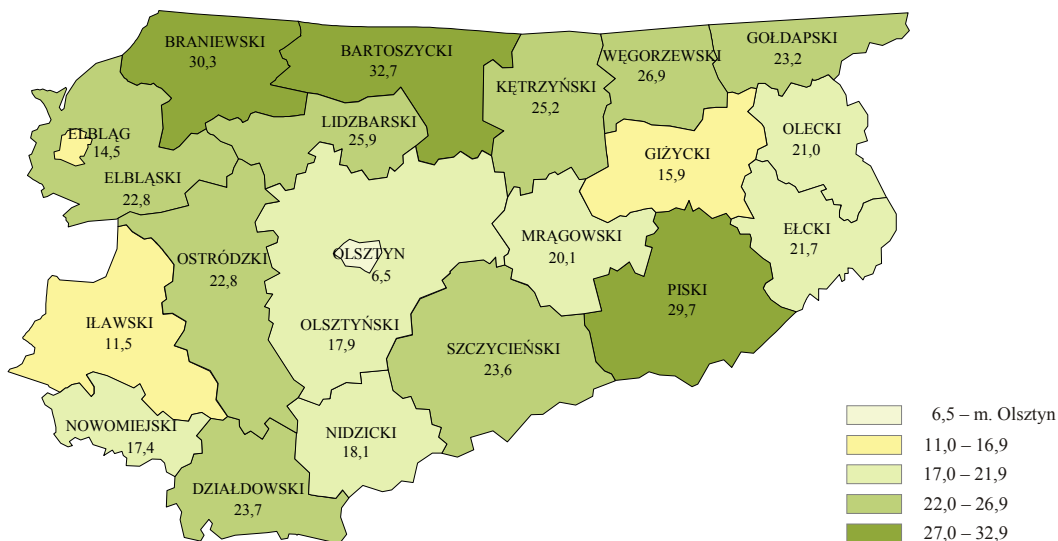 BRANIEWSKI
30,3
BARTOSZYCKI
32,7
KĘTRZYŃSKI
25,2
WĘGORZEWSKI
26,9
GOŁDAPSKI
23,2
ELBLĄG
14,5
ELBLĄSKI
22,8
LIDZBARSKI
25,9
GIŻYCKI
15,9
OLECKI
21,0
EŁCKI
21,7
OSTRÓDZKI
22,8
OLSZTYN
6,5
MRĄGOWSKI
20,1
PISKI
29,7
IŁAWSKI
11,5
OLSZTYŃSKI
17,9
SZCZYCIEŃSKI
23,6
NOWOMIEJSKI
17,4
NIDZICKI
18,1
DZIAŁDOWSKI
23,7
6,5 – m. Olsztyn
11,0 – 16,9
17,0 – 21,9
22,0 – 26,9
27,0 – 32,9